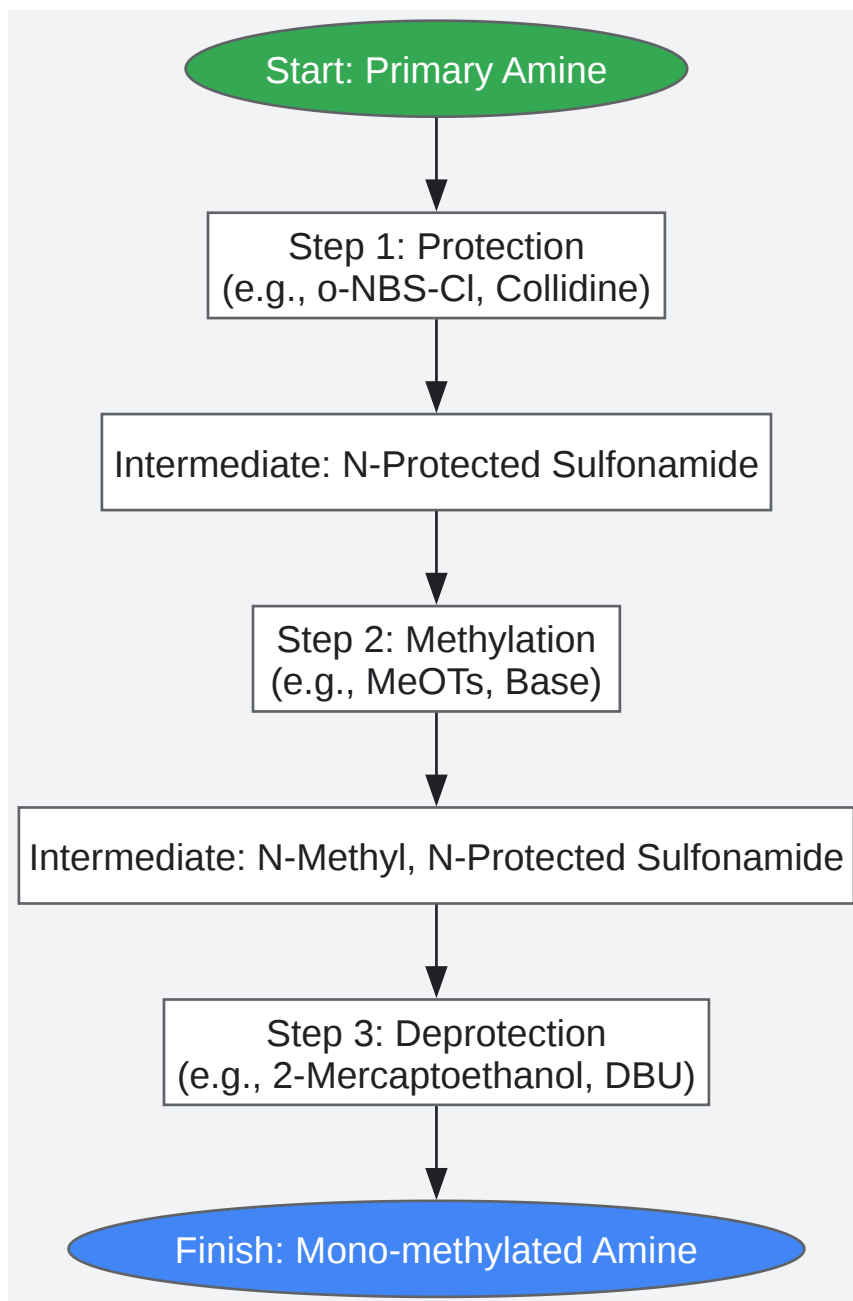 Start: Primary Amine
Step 1: Protection
(e.g., o-NBS-Cl, Collidine)
Intermediate: N-Protected Sulfonamide
Step 2: Methylation
(e.g., MeOTs, Base)
Intermediate: N-Methyl, N-Protected Sulfonamide
Step 3: Deprotection
(e.g., 2-Mercaptoethanol, DBU)
Finish: Mono-methylated Amine